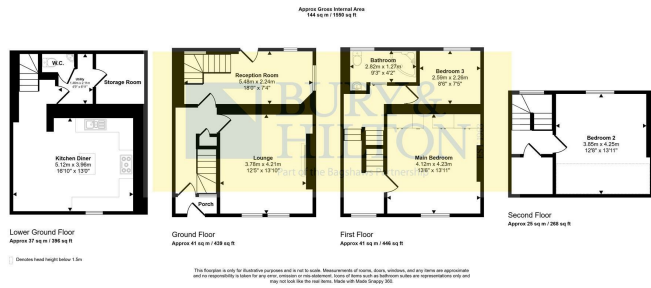 Approx Gross Internal Area
144 sq m / 1550 sq ft
W.C.
Utility
Storage Room
Kitchen Diner
5.12m x 3.96m
16'10" x 13'0"
Lower Ground Floor
Approx 37 sq m / 396 sq ft
Denotes head height below 1.5m
Reception Room
5.48m x 2.24m
18'0" x 7'4"
Lounge
3.78m x 4.21m
12'5" x 13'10"
Porch
Ground Floor
Approx 41 sq m / 439 sq ft
Bathroom
2.82m x 1.27m
9'3" x 4'2"
Bedroom 3
2.59m x 2.26m
8'6" x 7'5"
Main Bedroom
4.12m x 4.23m
13'6" x 13'11"
First Floor
Approx 41 sq m / 446 sq ft
Bedroom 2
3.85m x 4.25m
12'8" x 13'11"
Second Floor
Approx 25 sq m / 268 sq ft
BURY &
HILTON
Part of the Bagshaws Partnership
This floorplan is only for illustrative purposes and is not to scale. Measurements of rooms, doors, windows, and any items are approximate
and no responsibility is taken for any error, omission or mis-statement. Icons of items such as bathroom suites are representations only and
may not look like the real items. Made with Made Snappy 360.